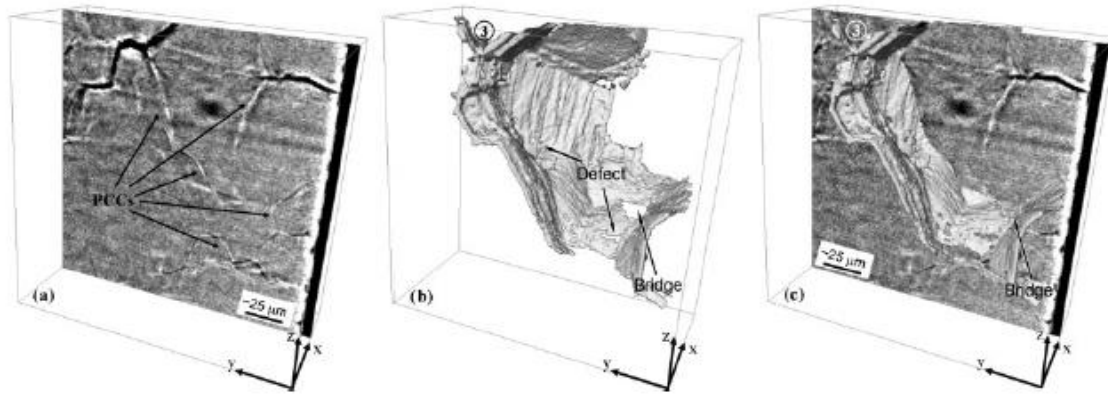 PCCs
(a)
~25 μm
z
x
y
③
Defect
Bridge
(b)
z
x
y
③
~25 μm
Bridge
(c)
z
x
y